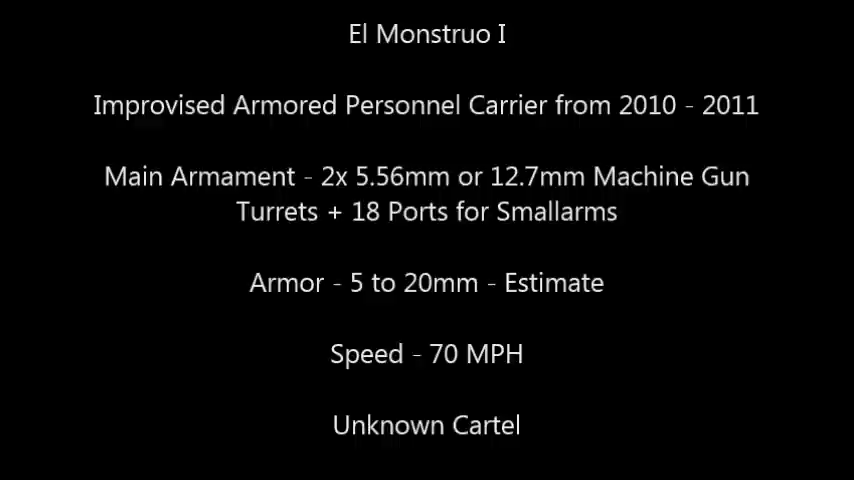 El Monstruo I
Improvised Armored Personnel Carrier from 2010 - 2011
Main Armament - 2x 5.56mm or 12.7mm Machine Gun
Turrets + 18 Ports for Smallarms
Armor - 5 to 20mm - Estimate
Speed - 70 MPH
Unknown Cartel